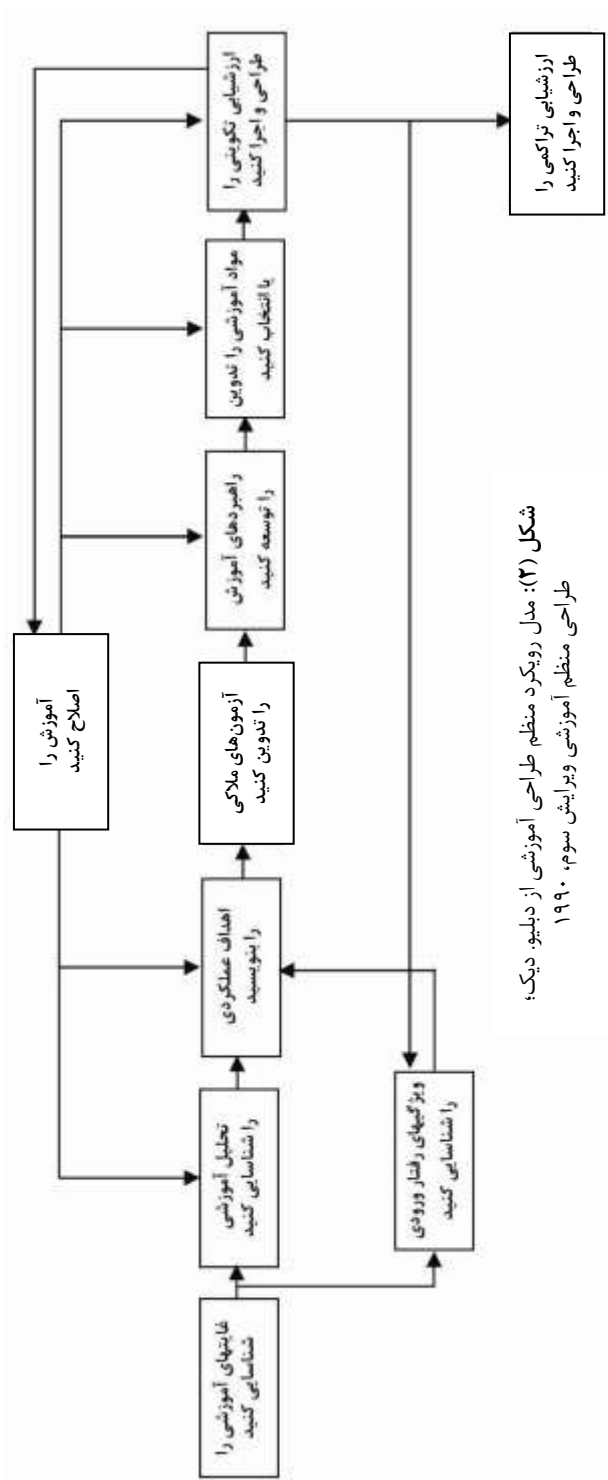 غایتهای آموزشی را
شناسایی کنید
تحلیل آموزشی
را شناسایی کنید
ویژگیهای رفتار ورودی
را شناسایی کنید
اهداف عملکردی
را بنویسید
آزمون‌های ملاکی
را تدوین کنید
راهبردهای آموزش
را توسعه کنید
مواد آموزشی را تدوین
یا انتخاب کنید
ارزشیابی تکوینی را
طراحی و اجرا کنید
آموزش را
اصلاح کنید
ارزشیابی تراکمی را
طراحی و اجرا کنید
شکل (۲): مدل رویکرد منظم طراحی آموزشی از دبلیو. دیک؛
طراحی منظم آموزشی ویرایش سوم، ۱۹۹۰